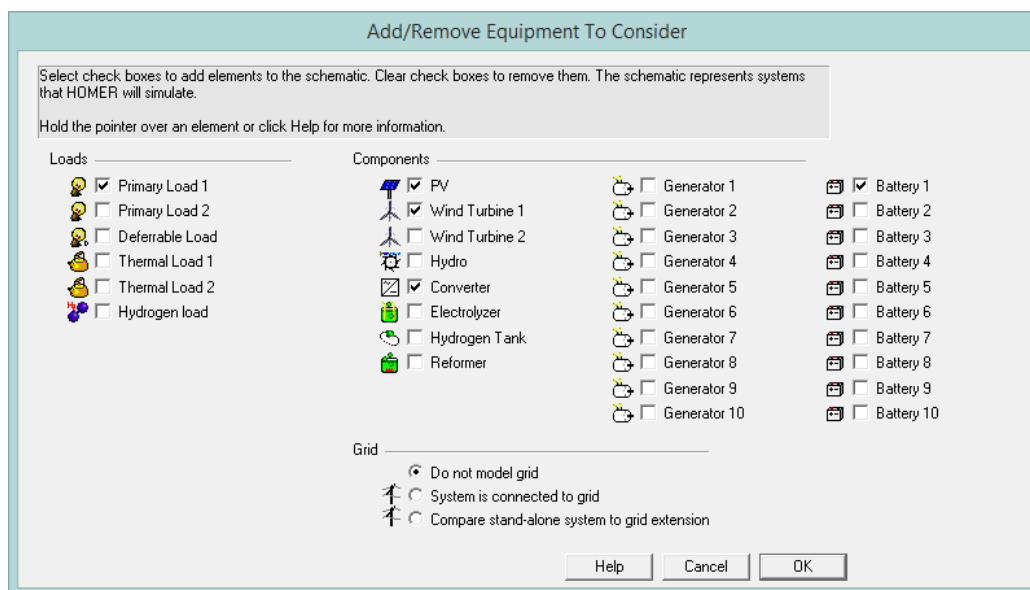 Add/Remove Equipment To Consider
Select check boxes to add elements to the schematic. Clear check boxes to remove them. The schematic represents systems
that HOMER will simulate.
Hold the pointer over an element or click Help for more information.
Loads
Primary Load 1
Primary Load 2
Deferrable Load
Thermal Load 1
Thermal Load 2
Hydrogen load
Components
PV
Wind Turbine 1
Wind Turbine 2
Hydro
Converter
Electrolyzer
Hydrogen Tank
Reformer
Generator 1
Generator 2
Generator 3
Generator 4
Generator 5
Generator 6
Generator 7
Generator 8
Generator 9
Generator 10
Battery 1
Battery 2
Battery 3
Battery 4
Battery 5
Battery 6
Battery 7
Battery 8
Battery 9
Battery 10
Grid
Do not model grid
System is connected to grid
Compare stand-alone system to grid extension
Help
Cancel
OK